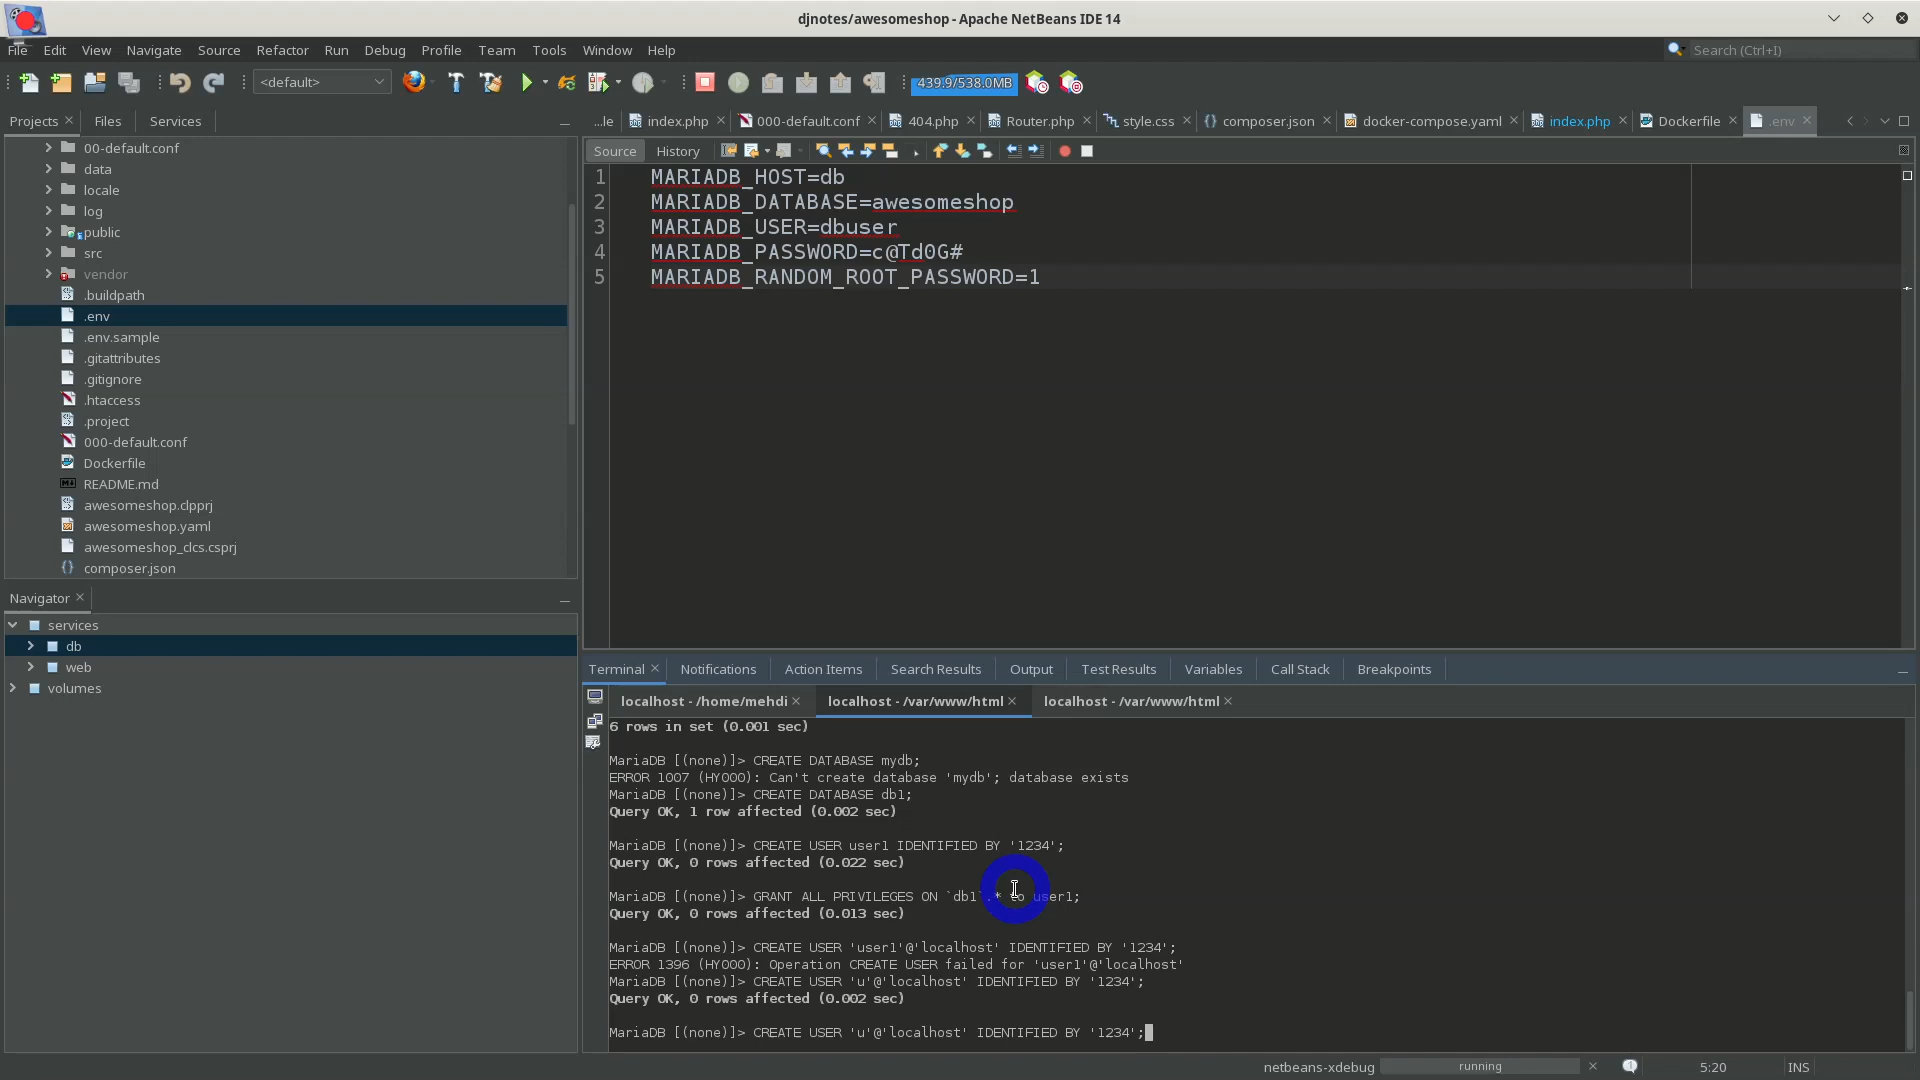 djnotes/awesomeshop - Apache NetBeans IDE 14
File Edit View Navigate Source Refactor Run Debug Profile Team Tools Window Help
Search (Ctrl+I)
<default>
439.9/538.0MB
Projects Files Services
...le index.php 000-default.conf 404.php Router.php style.css composer.json docker-compose.yaml index.php Dockerfile .env
Source History
00-default.conf
data
locale
log
public
src
vendor
.buildpath
.env
.env.sample
.gitattributes
.gitignore
.htaccess
.project
000-default.conf
Dockerfile
README.md
awesomeshop.clpprj
awesomeshop.yaml
awesomeshop_clcs.csprj
composer.json
1 MARIADB_HOST=db
2 MARIADB_DATABASE=awesomeshop
3 MARIADB_USER=dbuser
4 MARIADB_PASSWORD=c@Td0G#
5 MARIADB_RANDOM_ROOT_PASSWORD=1
Navigator
services
db
web
volumes
Terminal Notifications Action Items Search Results Output Test Results Variables Call Stack Breakpoints
localhost - /home/mehdi localhost - /var/www/html localhost - /var/www/html
6 rows in set (0.001 sec)
MariaDB [(none)]> CREATE DATABASE mydb;
ERROR 1007 (HY000): Can't create database 'mydb'; database exists
MariaDB [(none)]> CREATE DATABASE db1;
Query OK, 1 row affected (0.002 sec)
MariaDB [(none)]> CREATE USER user1 IDENTIFIED BY '1234';
Query OK, 0 rows affected (0.022 sec)
MariaDB [(none)]> GRANT ALL PRIVILEGES ON `db1`.* to user1;
Query OK, 0 rows affected (0.013 sec)
MariaDB [(none)]> CREATE USER 'user1'@'localhost' IDENTIFIED BY '1234';
ERROR 1396 (HY000): Operation CREATE USER failed for 'user1'@'localhost'
MariaDB [(none)]> CREATE USER 'u'@'localhost' IDENTIFIED BY '1234';
Query OK, 0 rows affected (0.002 sec)
MariaDB [(none)]> CREATE USER 'u'@'localhost' IDENTIFIED BY '1234';
netbeans-xdebug running 5:20 INS